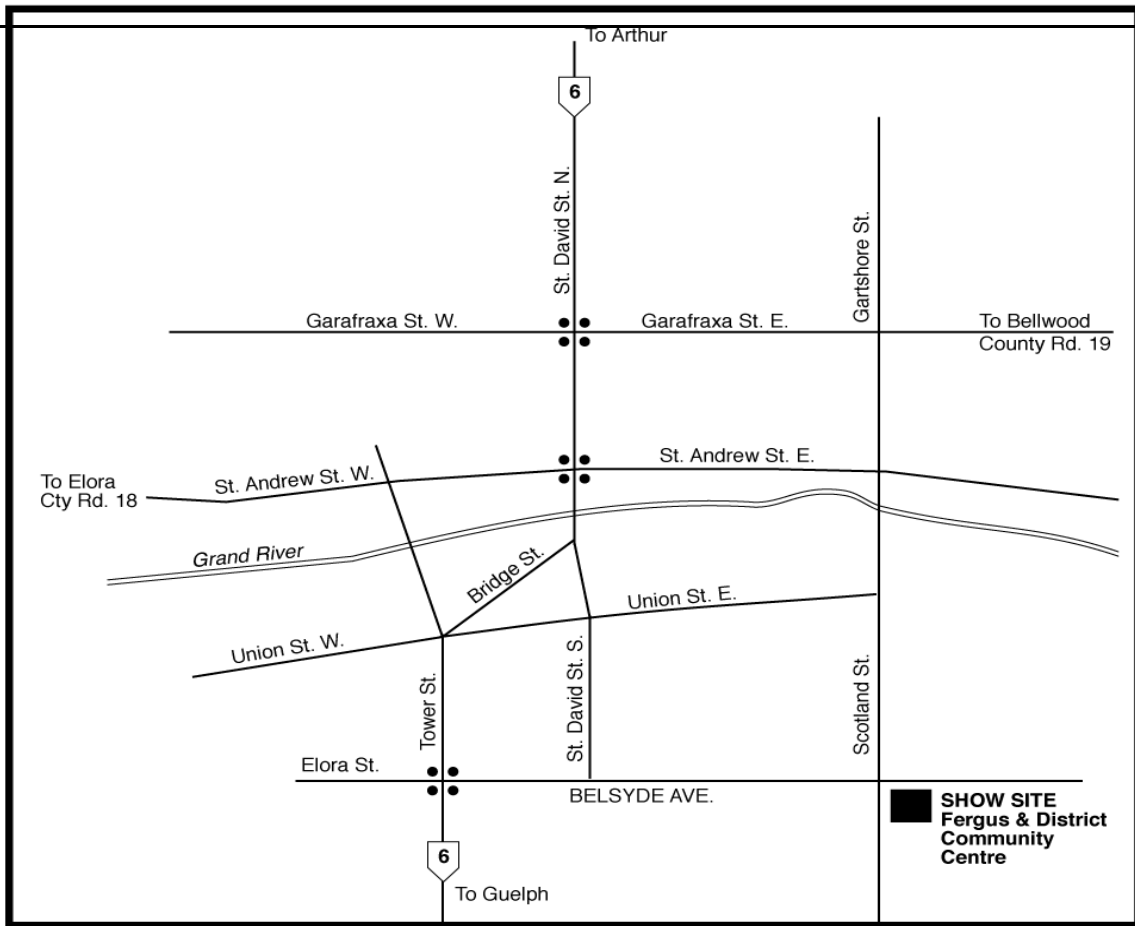 To Arthur
6
St. David St. N.
Gartshore St.
Garafraxa St. W.
Garafraxa St. E.
To Bellwood
County Rd. 19
St. Andrew St. W.
St. Andrew St. E.
To Elora
Cty Rd. 18
Grand River
Bridge St.
Union St. E.
Union St. W.
Tower St.
St. David St. S.
Scotland St.
Elora St.
BELSYDE AVE.
SHOW SITE
Fergus & District
Community
Centre
6
To Guelph